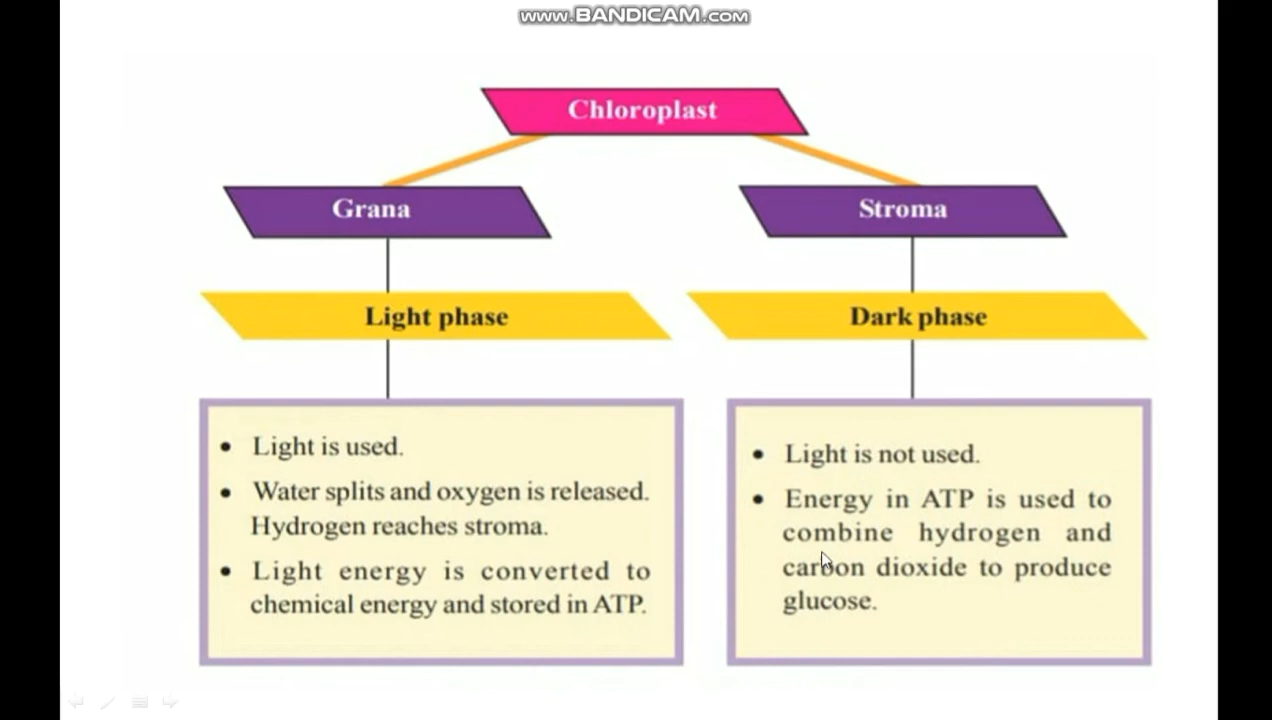 www.BANDICAM.com
Chloroplast
Grana
Stroma
Light phase
Dark phase
• Light is used.
• Water splits and oxygen is released.
Hydrogen reaches stroma.
• Light energy is converted to
chemical energy and stored in ATP.
• Light is not used.
• Energy in ATP is used to
combine hydrogen and
carbon dioxide to produce
glucose.